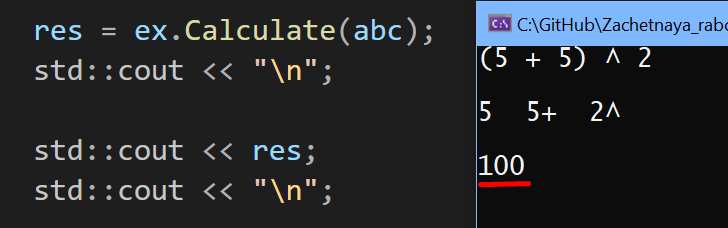 res = ex.Calculate(abc);
std::cout << "\n";
std::cout << res;
std::cout << "\n";
C:\GitHub\Zachetnaya_rabo
(5 + 5) ^ 2
5  5+  2^
100